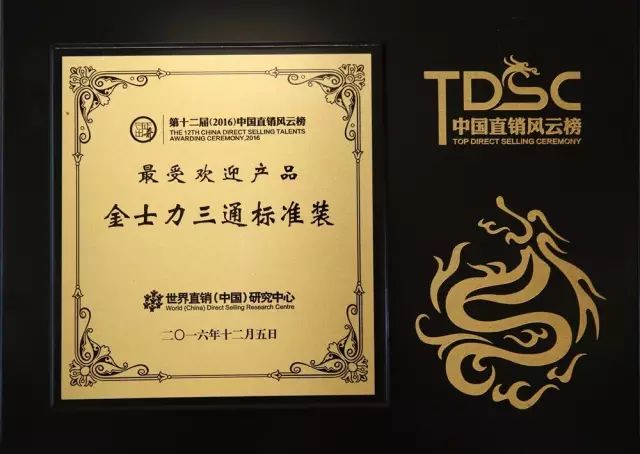 第十二届(2016)中国直销风云榜
THE 12TH CHINA DIRECT SELLING TALENTS
AWARDING CEREMONY,2016
最受欢迎产品
金士力三通标准装
世界直销(中国)研究中心
World (China) Direct Selling Research Centre
二〇一六年十二月五日
TDSC
中国直销风云榜
TOP DIRECT SELLING CEREMONY